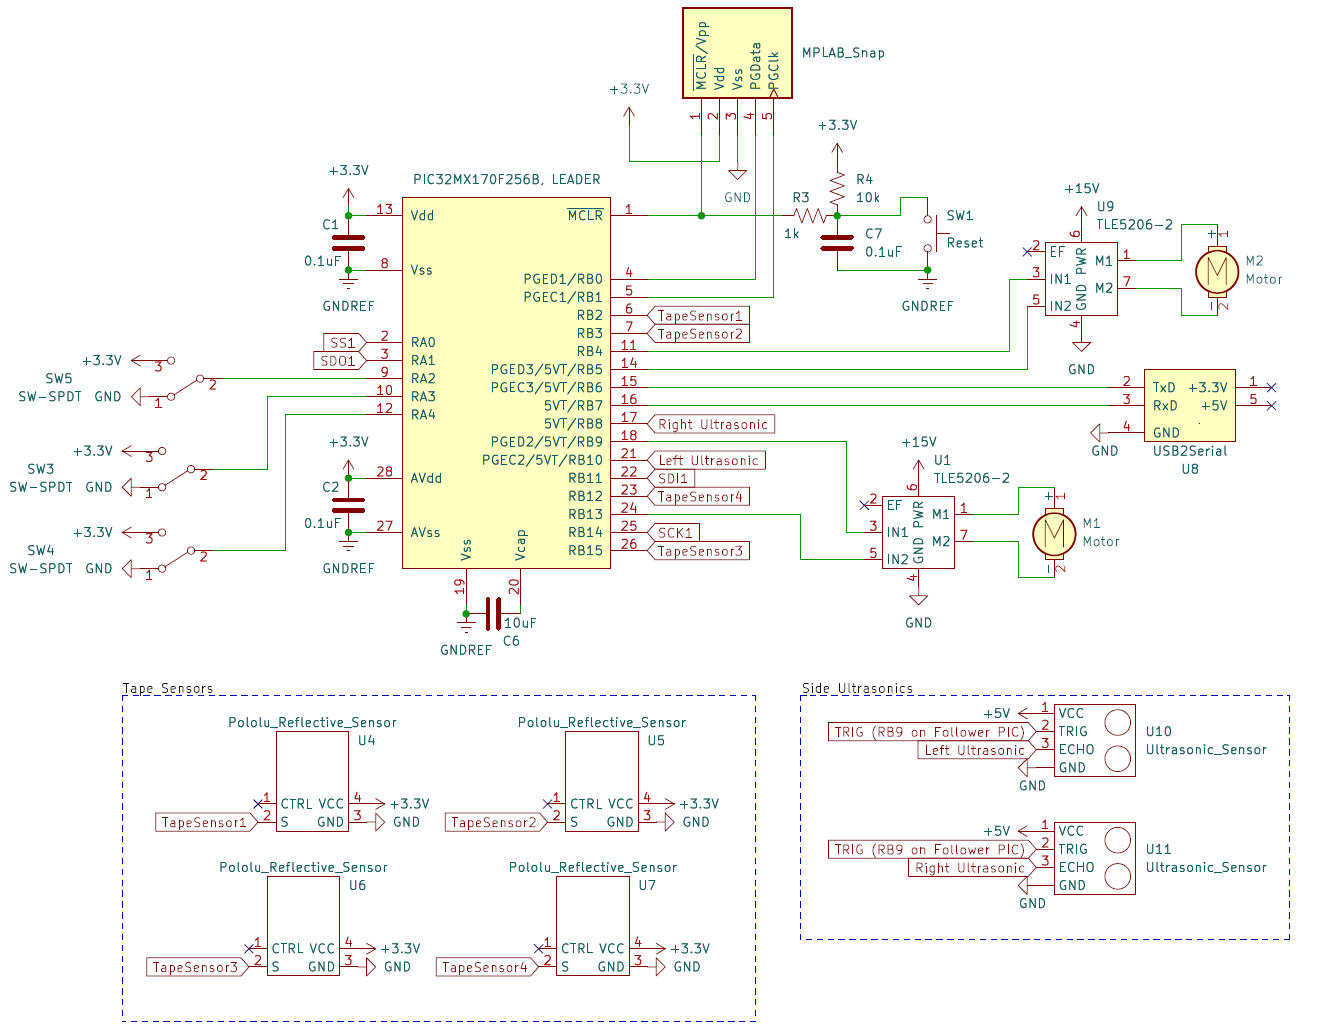 MCLR/Vpp
Vdd
Vss
PGData
PGClk
MPLAB_Snap
1
2
3
4
5
+3.3V
GND
+3.3V
R4
10k
R3
1k
C7
0.1uF
SW1
Reset
GNDREF
+3.3V
PIC32MX170F256B, LEADER
C1
0.1uF
GNDREF
13 Vdd
8 Vss
2 RA0
3 RA1
9 RA2
10 RA3
12 RA4
28 AVdd
27 AVss
SS1
SDO1
MCLR 1
PGED1/RB0 4
PGEC1/RB1 5
RB2 6 TapeSensor1
RB3 7 TapeSensor2
RB4 11
PGED3/5VT/RB5 14
PGEC3/5VT/RB6 15
5VT/RB7 16
5VT/RB8 17 Right Ultrasonic
PGED2/5VT/RB9 18
PGEC2/5VT/RB10 21 Left Ultrasonic
RB11 22 SDI1
RB12 23 TapeSensor4
RB13 24
RB14 25 SCK1
RB15 26 TapeSensor3
Vss
19
Vcap
20
10uF
C6
GNDREF
+3.3V
C2
0.1uF
GNDREF
+3.3V 3
SW5
SW-SPDT GND 1
2
+3.3V 3
SW3
SW-SPDT GND 1
2
+3.3V 3
SW4
SW-SPDT GND 1
2
+15V
U9
TLE5206-2
6
2 EF
3 IN1
5 IN2
PWR
GND
M1 1
M2 7
4
GND
+
1
M
M2
Motor
-
2
2 TxD +3.3V 1
3 RxD +5V 5
4 GND
GND
USB2Serial
U8
+15V
U1
TLE5206-2
6
2 EF
3 IN1
5 IN2
PWR
GND
M1 1
M2 7
4
GND
+
1
M
M1
Motor
-
2
Tape Sensors
Pololu_Reflective_Sensor
U4
1 CTRL VCC 4 +3.3V
TapeSensor1 2 S GND 3 GND
Pololu_Reflective_Sensor
U5
1 CTRL VCC 4 +3.3V
TapeSensor2 2 S GND 3 GND
Pololu_Reflective_Sensor
U6
1 CTRL VCC 4 +3.3V
TapeSensor3 2 S GND 3 GND
Pololu_Reflective_Sensor
U7
1 CTRL VCC 4 +3.3V
TapeSensor4 2 S GND 3 GND
Side Ultrasonics
+5V 1 VCC
TRIG (RB9 on Follower PIC) 2 TRIG
Left Ultrasonic 3 ECHO
4 GND
GND
U10
Ultrasonic_Sensor
+5V 1 VCC
TRIG (RB9 on Follower PIC) 2 TRIG
Right Ultrasonic 3 ECHO
4 GND
GND
U11
Ultrasonic_Sensor